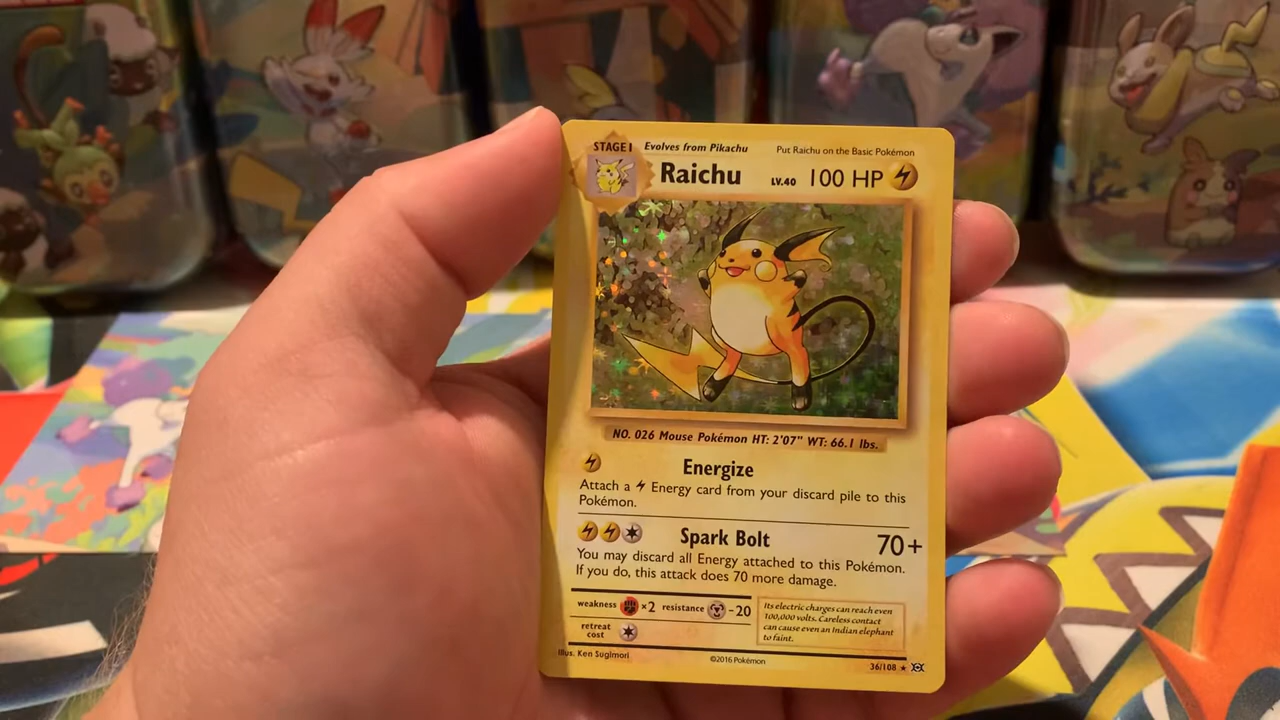 STAGE 1 Evolves from Pikachu Put Raichu on the Basic Pokémon
Raichu LV.40 100 HP
NO. 026 Mouse Pokémon HT: 2'07" WT: 66.1 lbs.
Energize
Attach a Energy card from your discard pile to this
Pokémon.
Spark Bolt 70+
You may discard all Energy attached to this Pokémon.
If you do, this attack does 70 more damage.
weakness ×2 resistance -20
retreat
cost
Its electric charges can reach even
100,000 volts. Careless contact
can cause even an Indian elephant
to faint.
Illus. Ken Sugimori ©2016 Pokémon 36/108 ★